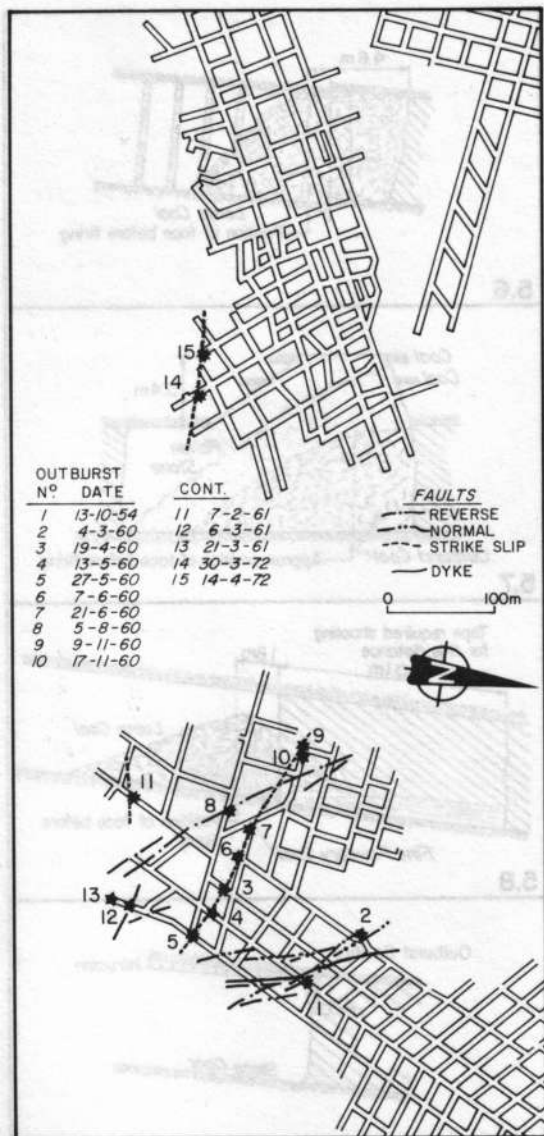 15
14
OUTBURST
Nº DATE CONT.
1 13-10-54 11 7-2-61
2 4-3-60 12 6-3-61
3 19-4-60 13 21-3-61
4 13-5-60 14 30-3-72
5 27-5-60 15 14-4-72
6 7-6-60
7 21-6-60
8 5-8-60
9 9-11-60
10 17-11-60
FAULTS
REVERSE
NORMAL
STRIKE SLIP
DYKE
0 100m
N
9
10
11
8
7
6
3
13
12
4
5
2
1